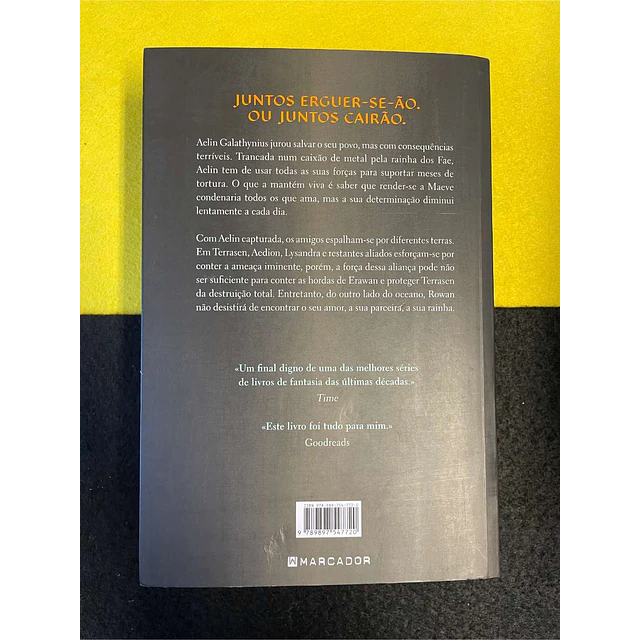 JUNTOS ERGUER-SE-ÃO.
OU JUNTOS CAIRÃO.
Aelin Galathynius jurou salvar o seu povo, mas com consequências
terríveis. Trancada num caixão de metal pela rainha dos Fae,
Aelin tem de usar todas as suas forças para suportar meses de
tortura. O que a mantém viva é saber que render-se a Maeve
condenaria todos os que ama, mas a sua determinação diminui
lentamente a cada dia.
Com Aelin capturada, os amigos espalham-se por diferentes terras.
Em Terrasen, Aedion, Lysandra e restantes aliados esforçam-se por
conter a ameaça iminente, porém, a força dessa aliança pode não
ser suficiente para conter as hordas de Erawan e proteger Terrasen
da destruição total. Entretanto, do outro lado do oceano, Rowan
não desistirá de encontrar o seu amor, a sua parceira, a sua rainha.
«Um final digno de uma das melhores séries
de livros de fantasia das últimas décadas.»
Time
«Este livro foi tudo para mim.»
Goodreads
9 789897 547720
MARCADOR